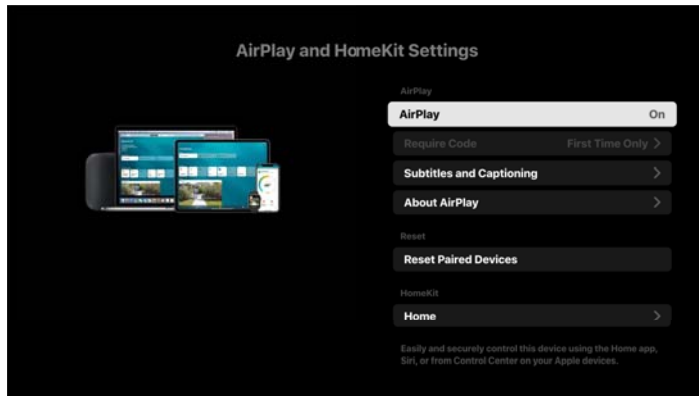 AirPlay and HomeKit Settings
AirPlay
AirPlay On
Require Code First Time Only >
Subtitles and Captioning >
About AirPlay >
Reset
Reset Paired Devices
HomeKit
Home >
Easily and securely control this device using the Home app,
Siri, or from Control Center on your Apple devices.